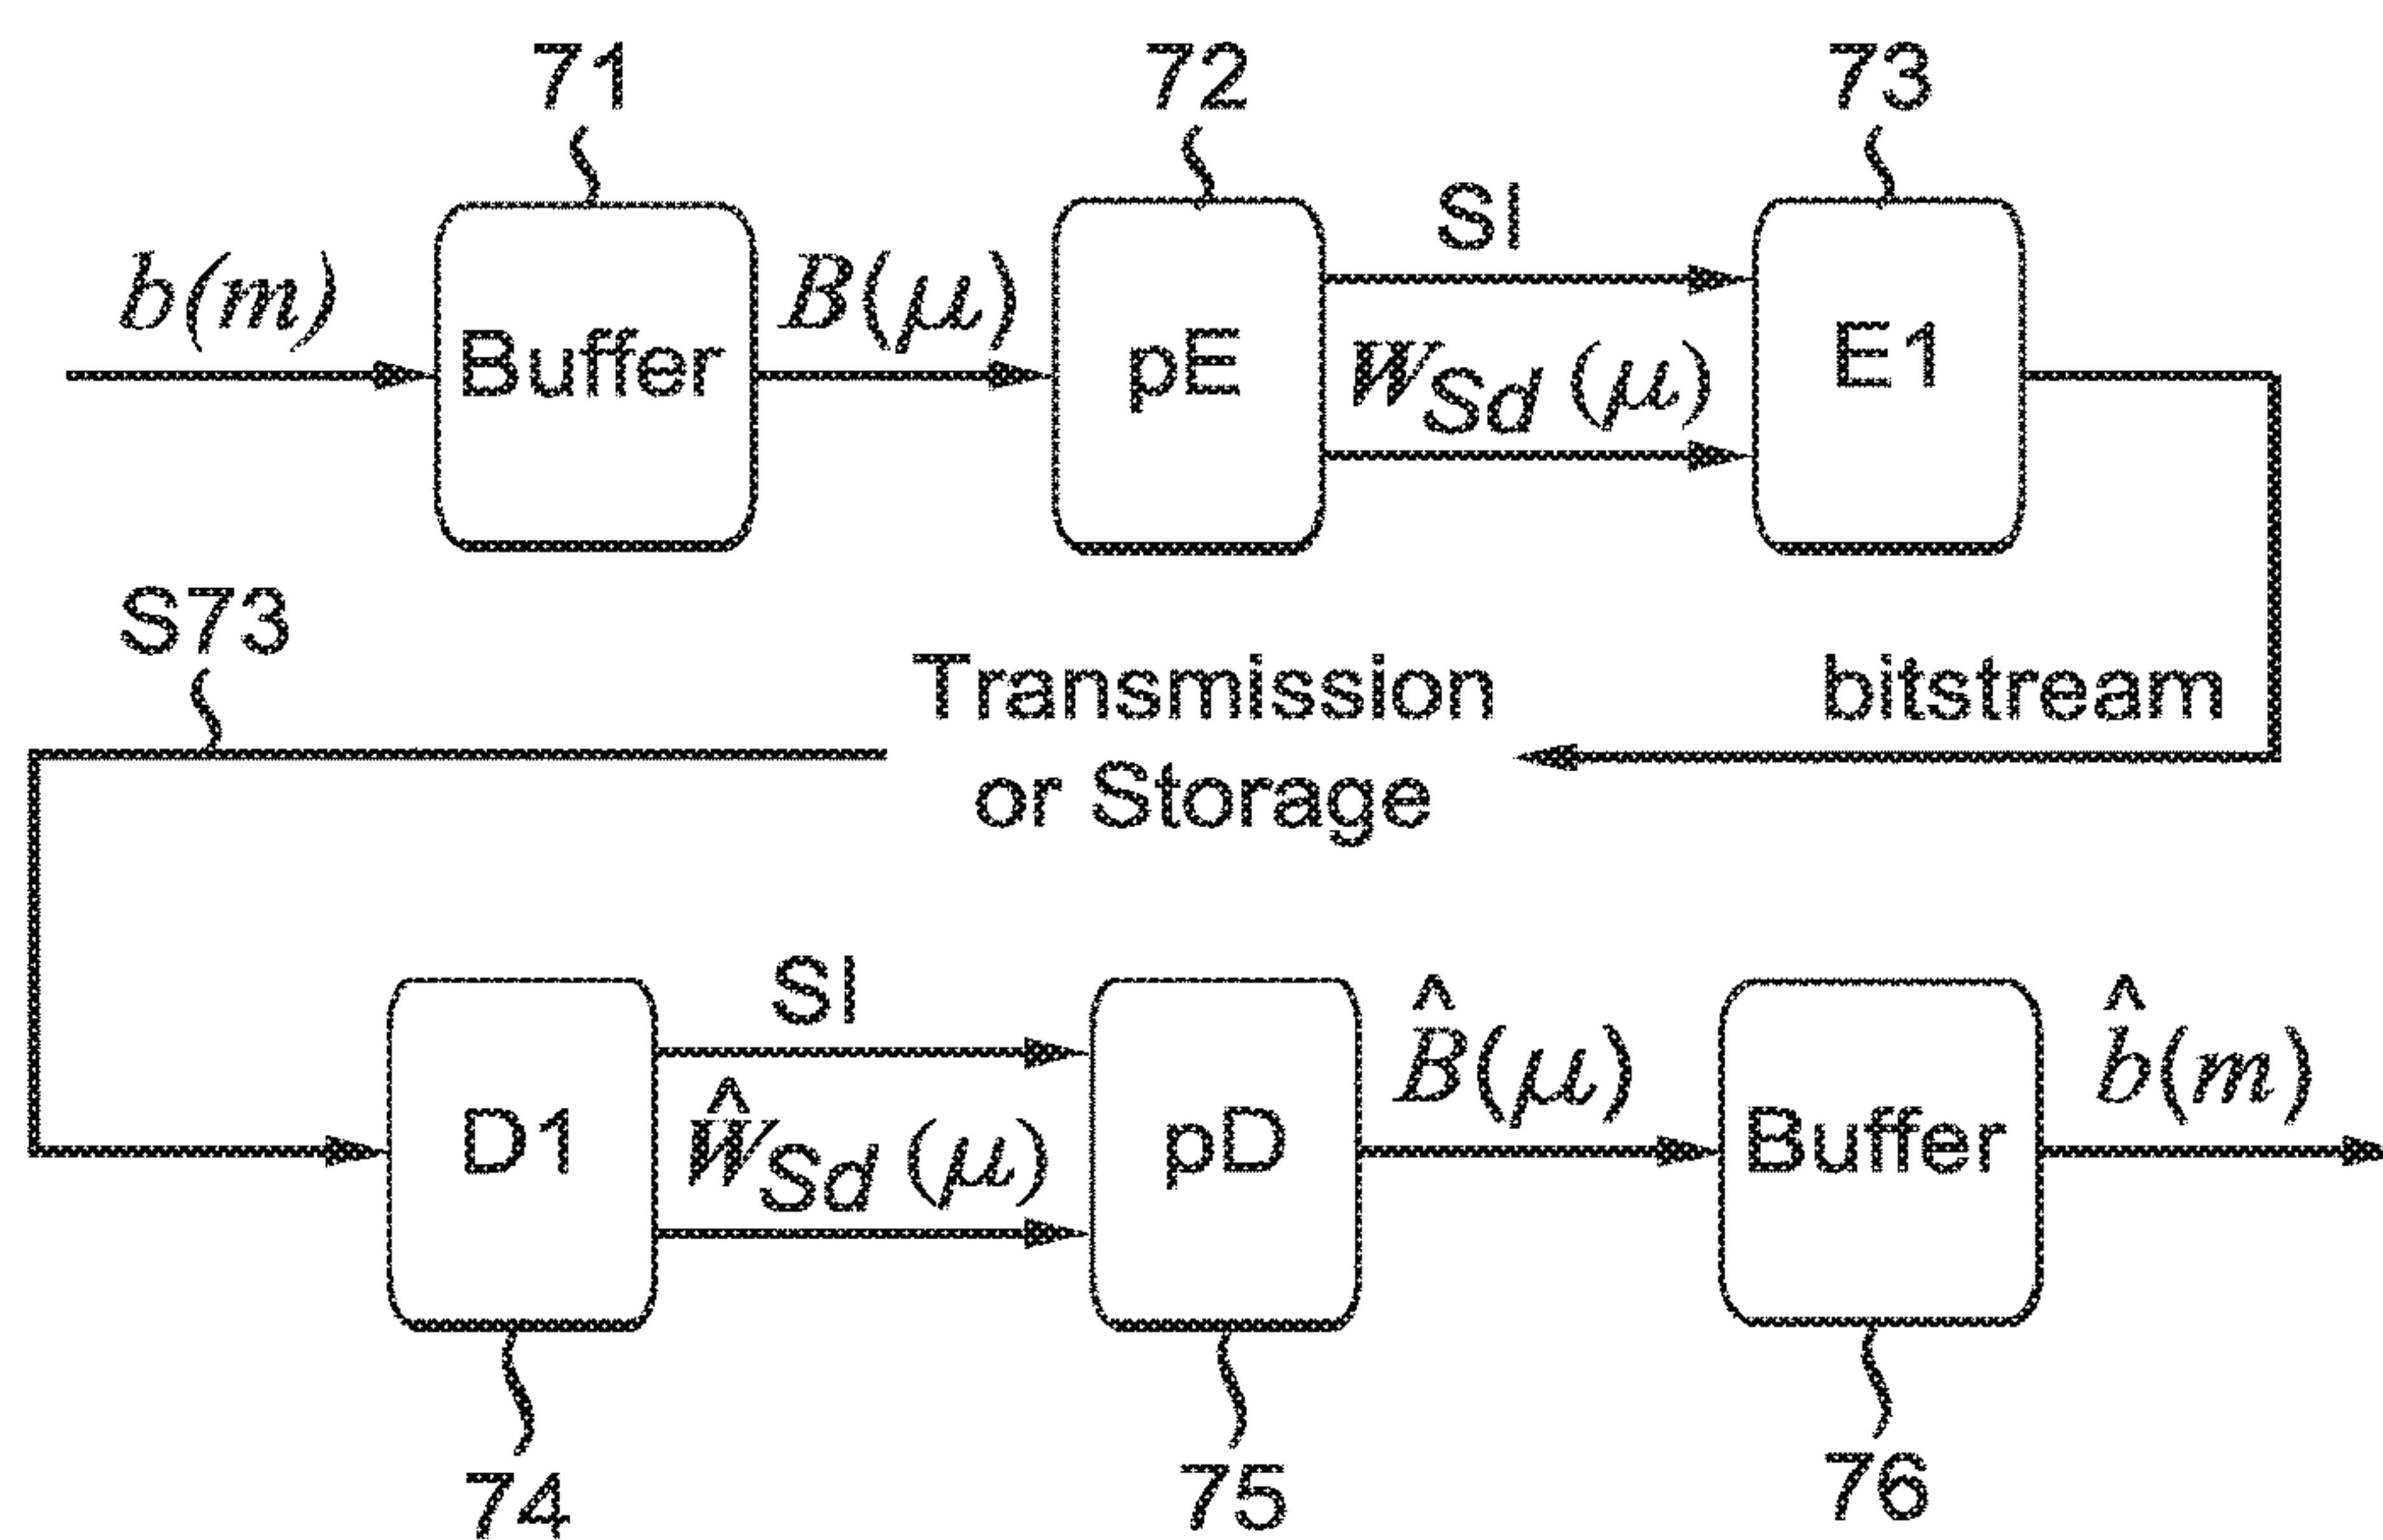 71
72
73
b(m)
Buffer
B(μ)
pE
SI
W_Sd (μ)
E1
S73
Transmission
or Storage
bitstream
D1
SI
Ŵ_Sd (μ)
pD
B̂(μ)
Buffer
b̂(m)
74
75
76